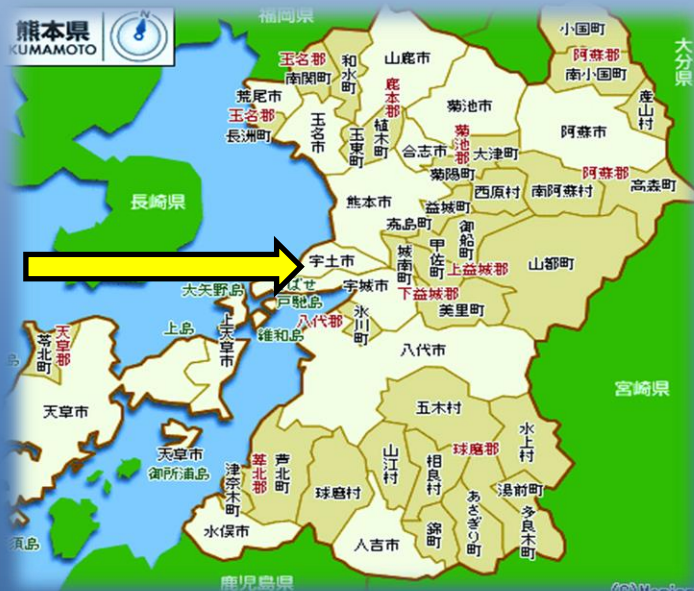 熊本県
KUMAMOTO
福岡県
大分県
長崎県
宮崎県
鹿児島県
小国町
阿蘇郡
南小国町
産山村
山鹿市
玉名郡
南関町
和水町
鹿本郡
植木町
菊池市
荒尾市
玉名郡
長洲町
玉名市
玉東町
合志市
菊池郡
大津町
菊陽町
阿蘇市
阿蘇郡
高森町
西原村
南阿蘇村
熊本市
益城町
嘉島町
御船町
甲佐町
城南町
上益城郡
山都町
宇土市
宇城市
下益城郡
美里町
大矢野島
ばせ
戸馳島
維和島
八代郡
氷川町
上島
上天草市
天草郡
苓北町
天草市
島
八代市
五木村
天草市
御所浦島
葦北郡
芦北町
津奈木町
球磨村
山江村
相良村
球磨郡
水上村
湯前町
多良木町
あさぎり町
錦町
水俣市
人吉市
須島